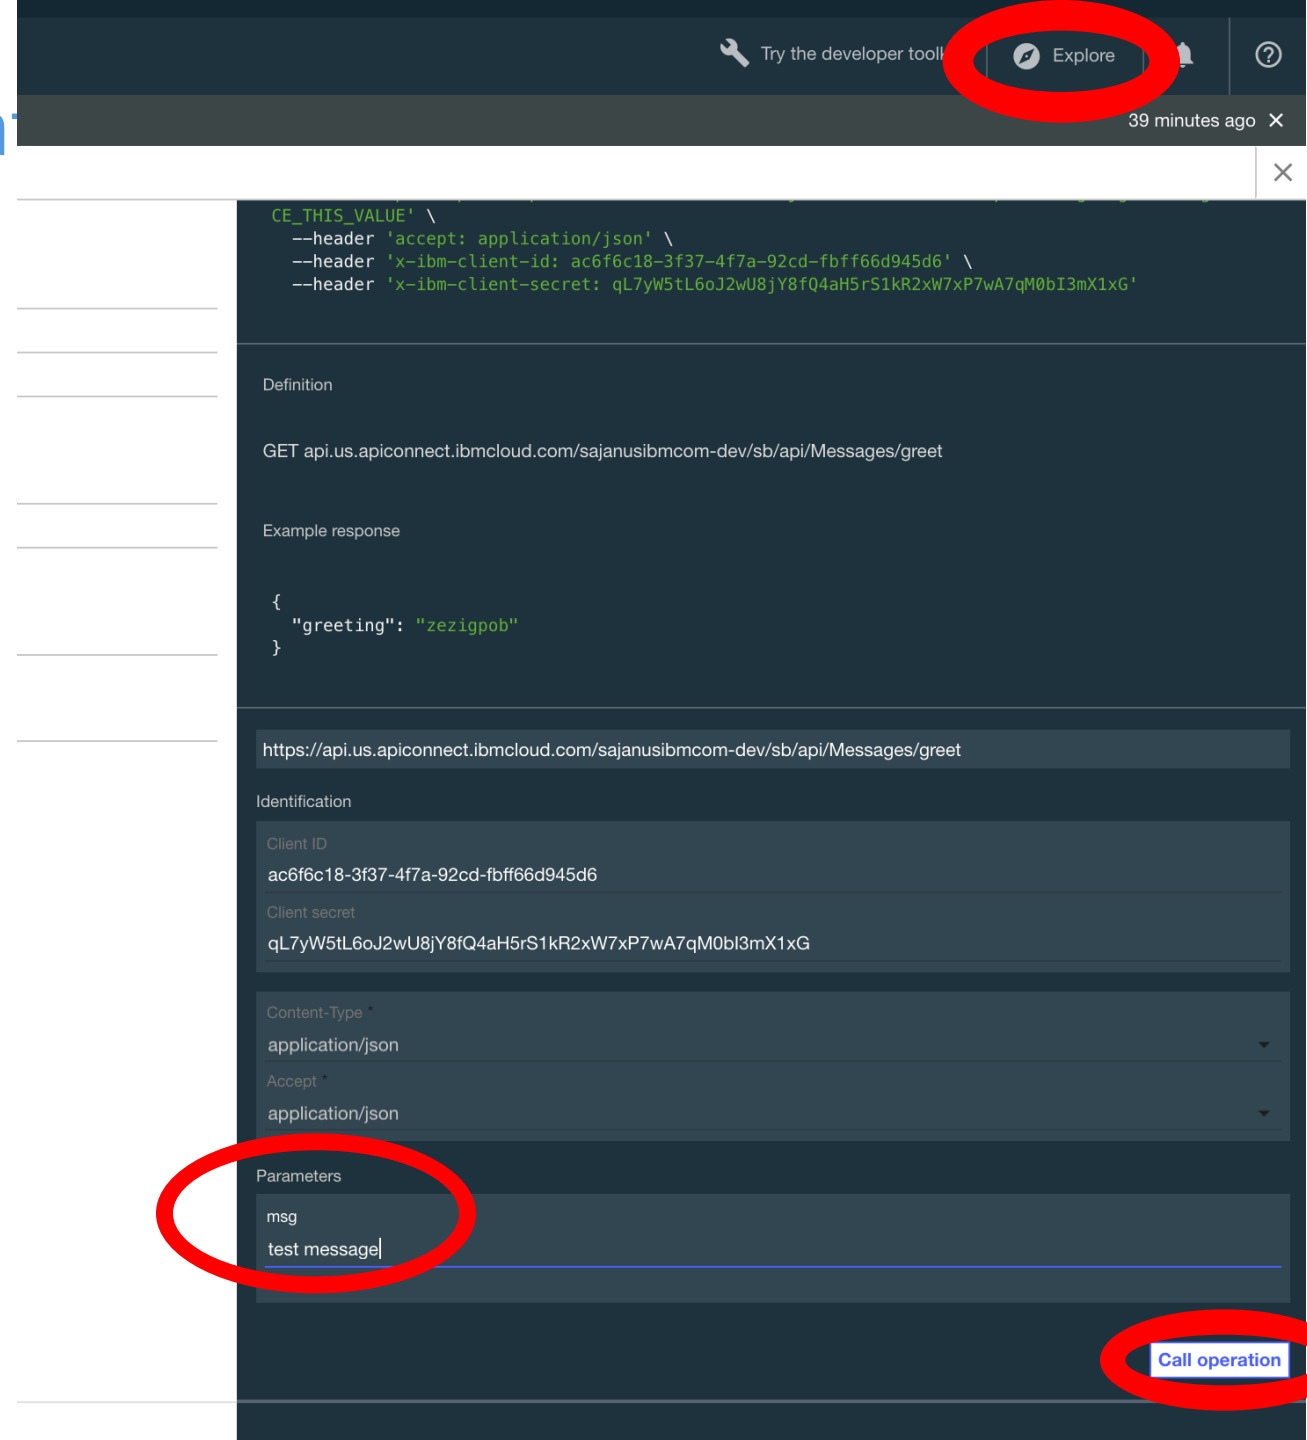 Try the developer toolk
Explore
39 minutes ago
CE_THIS_VALUE' \
--header 'accept: application/json' \
--header 'x-ibm-client-id: ac6f6c18-3f37-4f7a-92cd-fbff66d945d6' \
--header 'x-ibm-client-secret: qL7yW5tL6oJ2wU8jY8fQ4aH5rS1kR2xW7xP7wA7qM0bI3mX1xG'
Definition
GET api.us.apiconnect.ibmcloud.com/sajanusibmcom-dev/sb/api/Messages/greet
Example response
{
"greeting": "zezigpob"
}
https://api.us.apiconnect.ibmcloud.com/sajanusibmcom-dev/sb/api/Messages/greet
Identification
Client ID
ac6f6c18-3f37-4f7a-92cd-fbff66d945d6
Client secret
qL7yW5tL6oJ2wU8jY8fQ4aH5rS1kR2xW7xP7wA7qM0bI3mX1xG
Content-Type *
application/json
Accept *
application/json
Parameters
msg
test message
Call operation